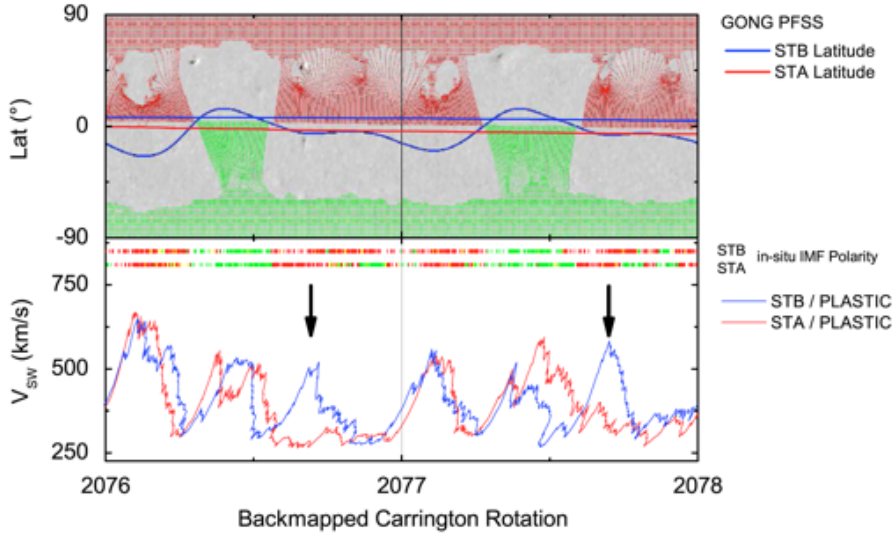 90
GONG PFSS
STB Latitude
STA Latitude
Lat (°)
0
-90
STB
STA
in-situ IMF Polarity
750
STB / PLASTIC
STA / PLASTIC
V_SW (km/s)
500
250
2076
2077
2078
Backmapped Carrington Rotation